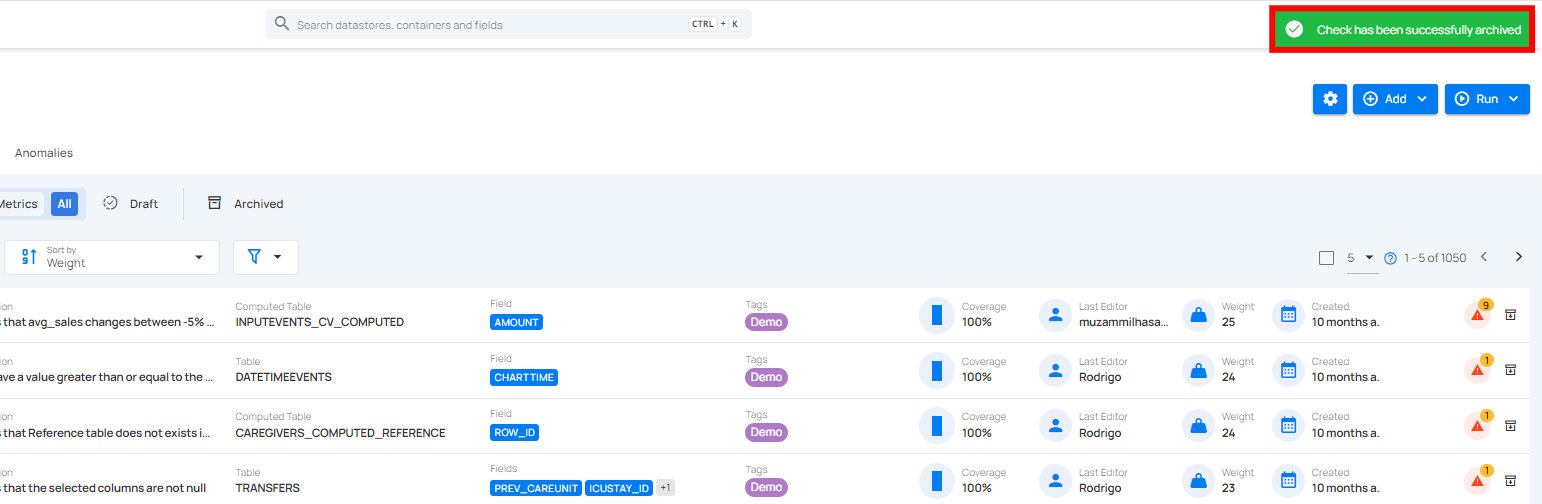 Search datastores, containers and fields
CTRL + K
Check has been successfully archived
Add
Run
Anomalies
Metrics
All
Draft
Archived
Sort by
Weight
5
1 - 5 of 1050
Computed Table
Field
Tags
Coverage
Last Editor
Weight
Created
9
s that avg_sales changes between -5% ...
INPUTEVENTS_CV_COMPUTED
AMOUNT
Demo
100%
muzammilhasa...
25
10 months a.
Table
Field
Tags
Coverage
Last Editor
Weight
Created
1
ave a value greater than or equal to the ...
DATETIMEEVENTS
CHARTTIME
Demo
100%
Rodrigo
24
10 months a.
Computed Table
Field
Tags
Coverage
Last Editor
Weight
Created
1
s that Reference table does not exists i...
CAREGIVERS_COMPUTED_REFERENCE
ROW_ID
Demo
100%
Rodrigo
24
10 months a.
Table
Fields
Tags
Coverage
Last Editor
Weight
Created
1
s that the selected columns are not null
TRANSFERS
PREV_CAREUNIT ICUSTAY_ID +1
Demo
100%
Rodrigo
23
10 months a.